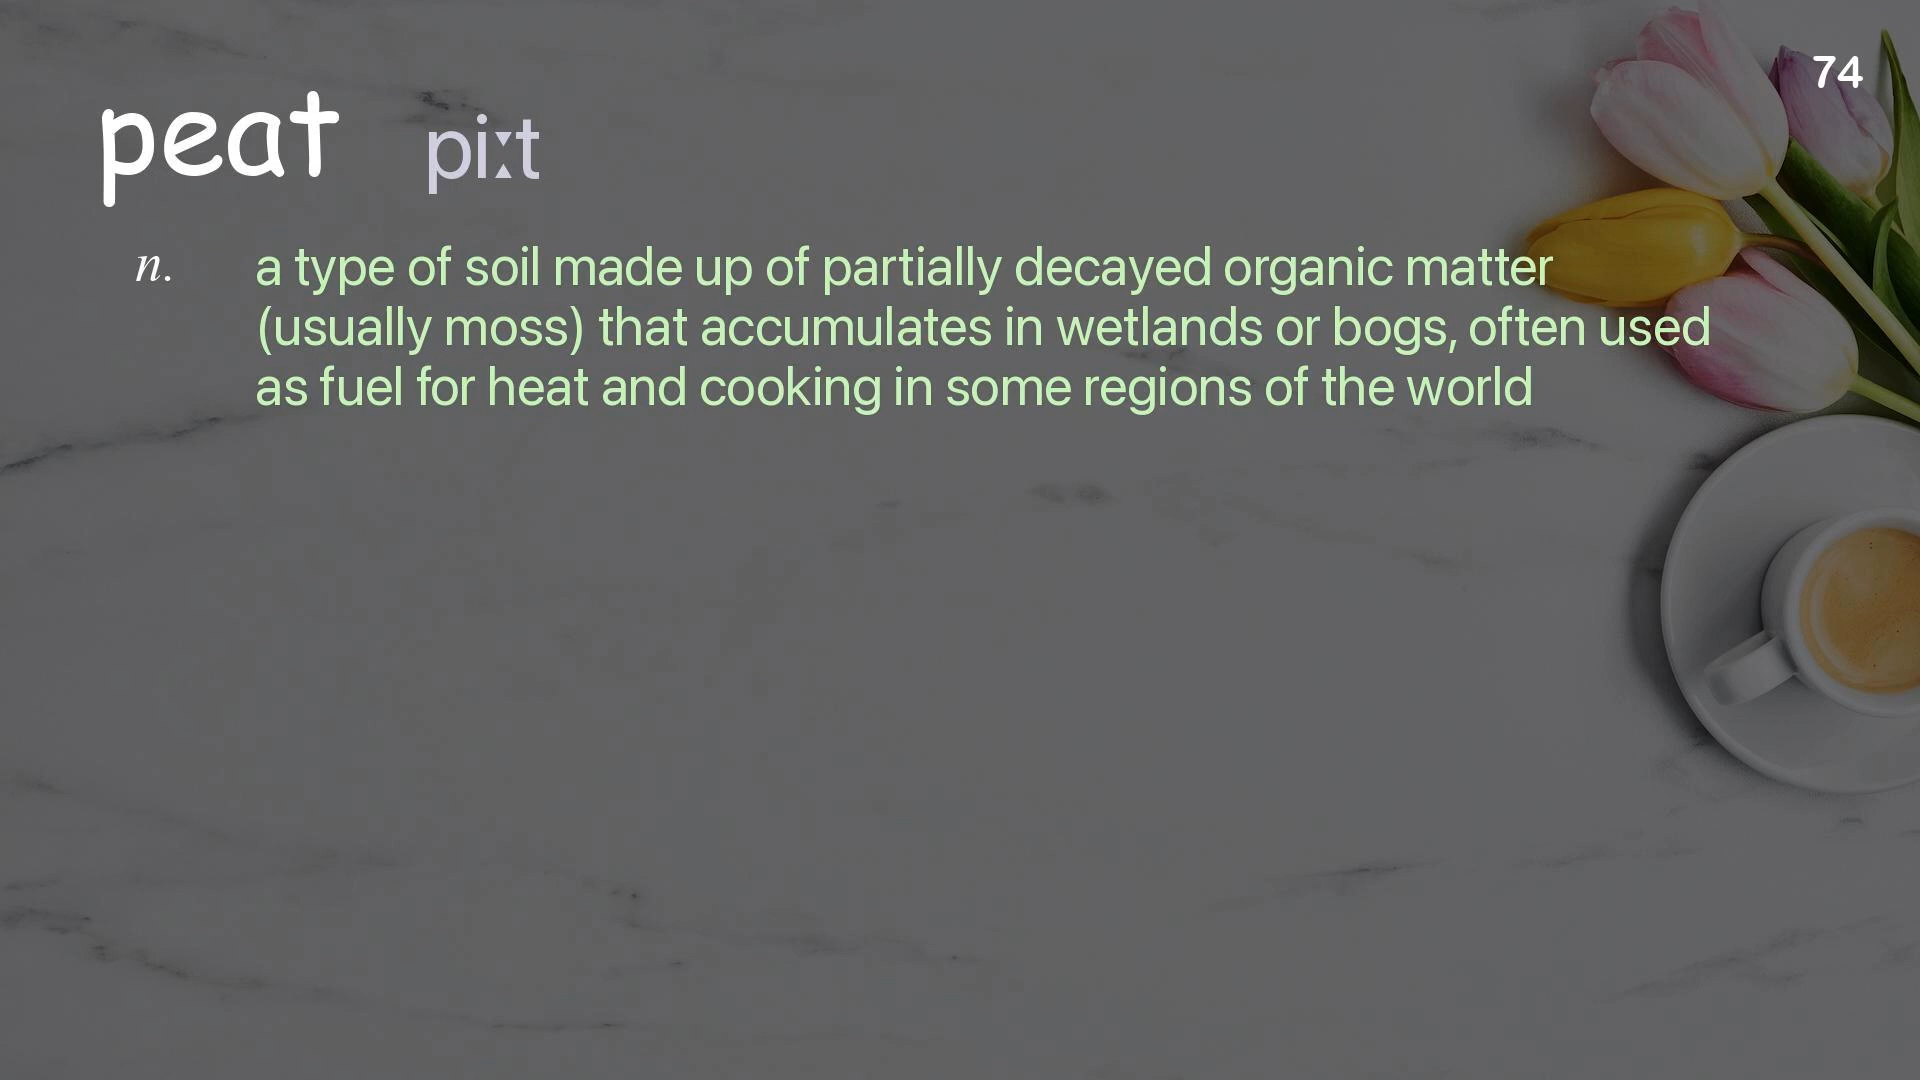 74
peat piːt
n. a type of soil made up of partially decayed organic matter
(usually moss) that accumulates in wetlands or bogs, often used
as fuel for heat and cooking in some regions of the world